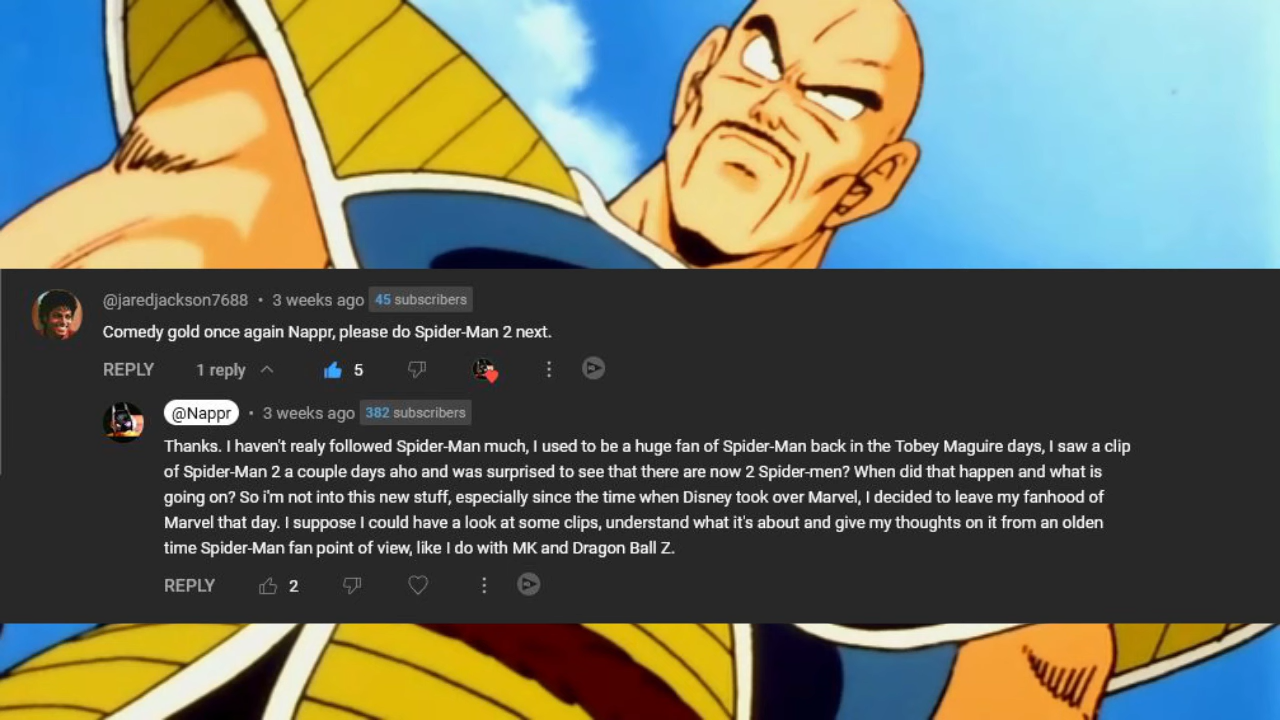 @jaredjackson7688 • 3 weeks ago 45 subscribers
Comedy gold once again Nappr, please do Spider-Man 2 next.
REPLY 1 reply 5
@Nappr • 3 weeks ago 382 subscribers
Thanks. I haven't realy followed Spider-Man much, I used to be a huge fan of Spider-Man back in the Tobey Maguire days, I saw a clip
of Spider-Man 2 a couple days aho and was surprised to see that there are now 2 Spider-men? When did that happen and what is
going on? So i'm not into this new stuff, especially since the time when Disney took over Marvel, I decided to leave my fanhood of
Marvel that day. I suppose I could have a look at some clips, understand what it's about and give my thoughts on it from an olden
time Spider-Man fan point of view, like I do with MK and Dragon Ball Z.
REPLY 2